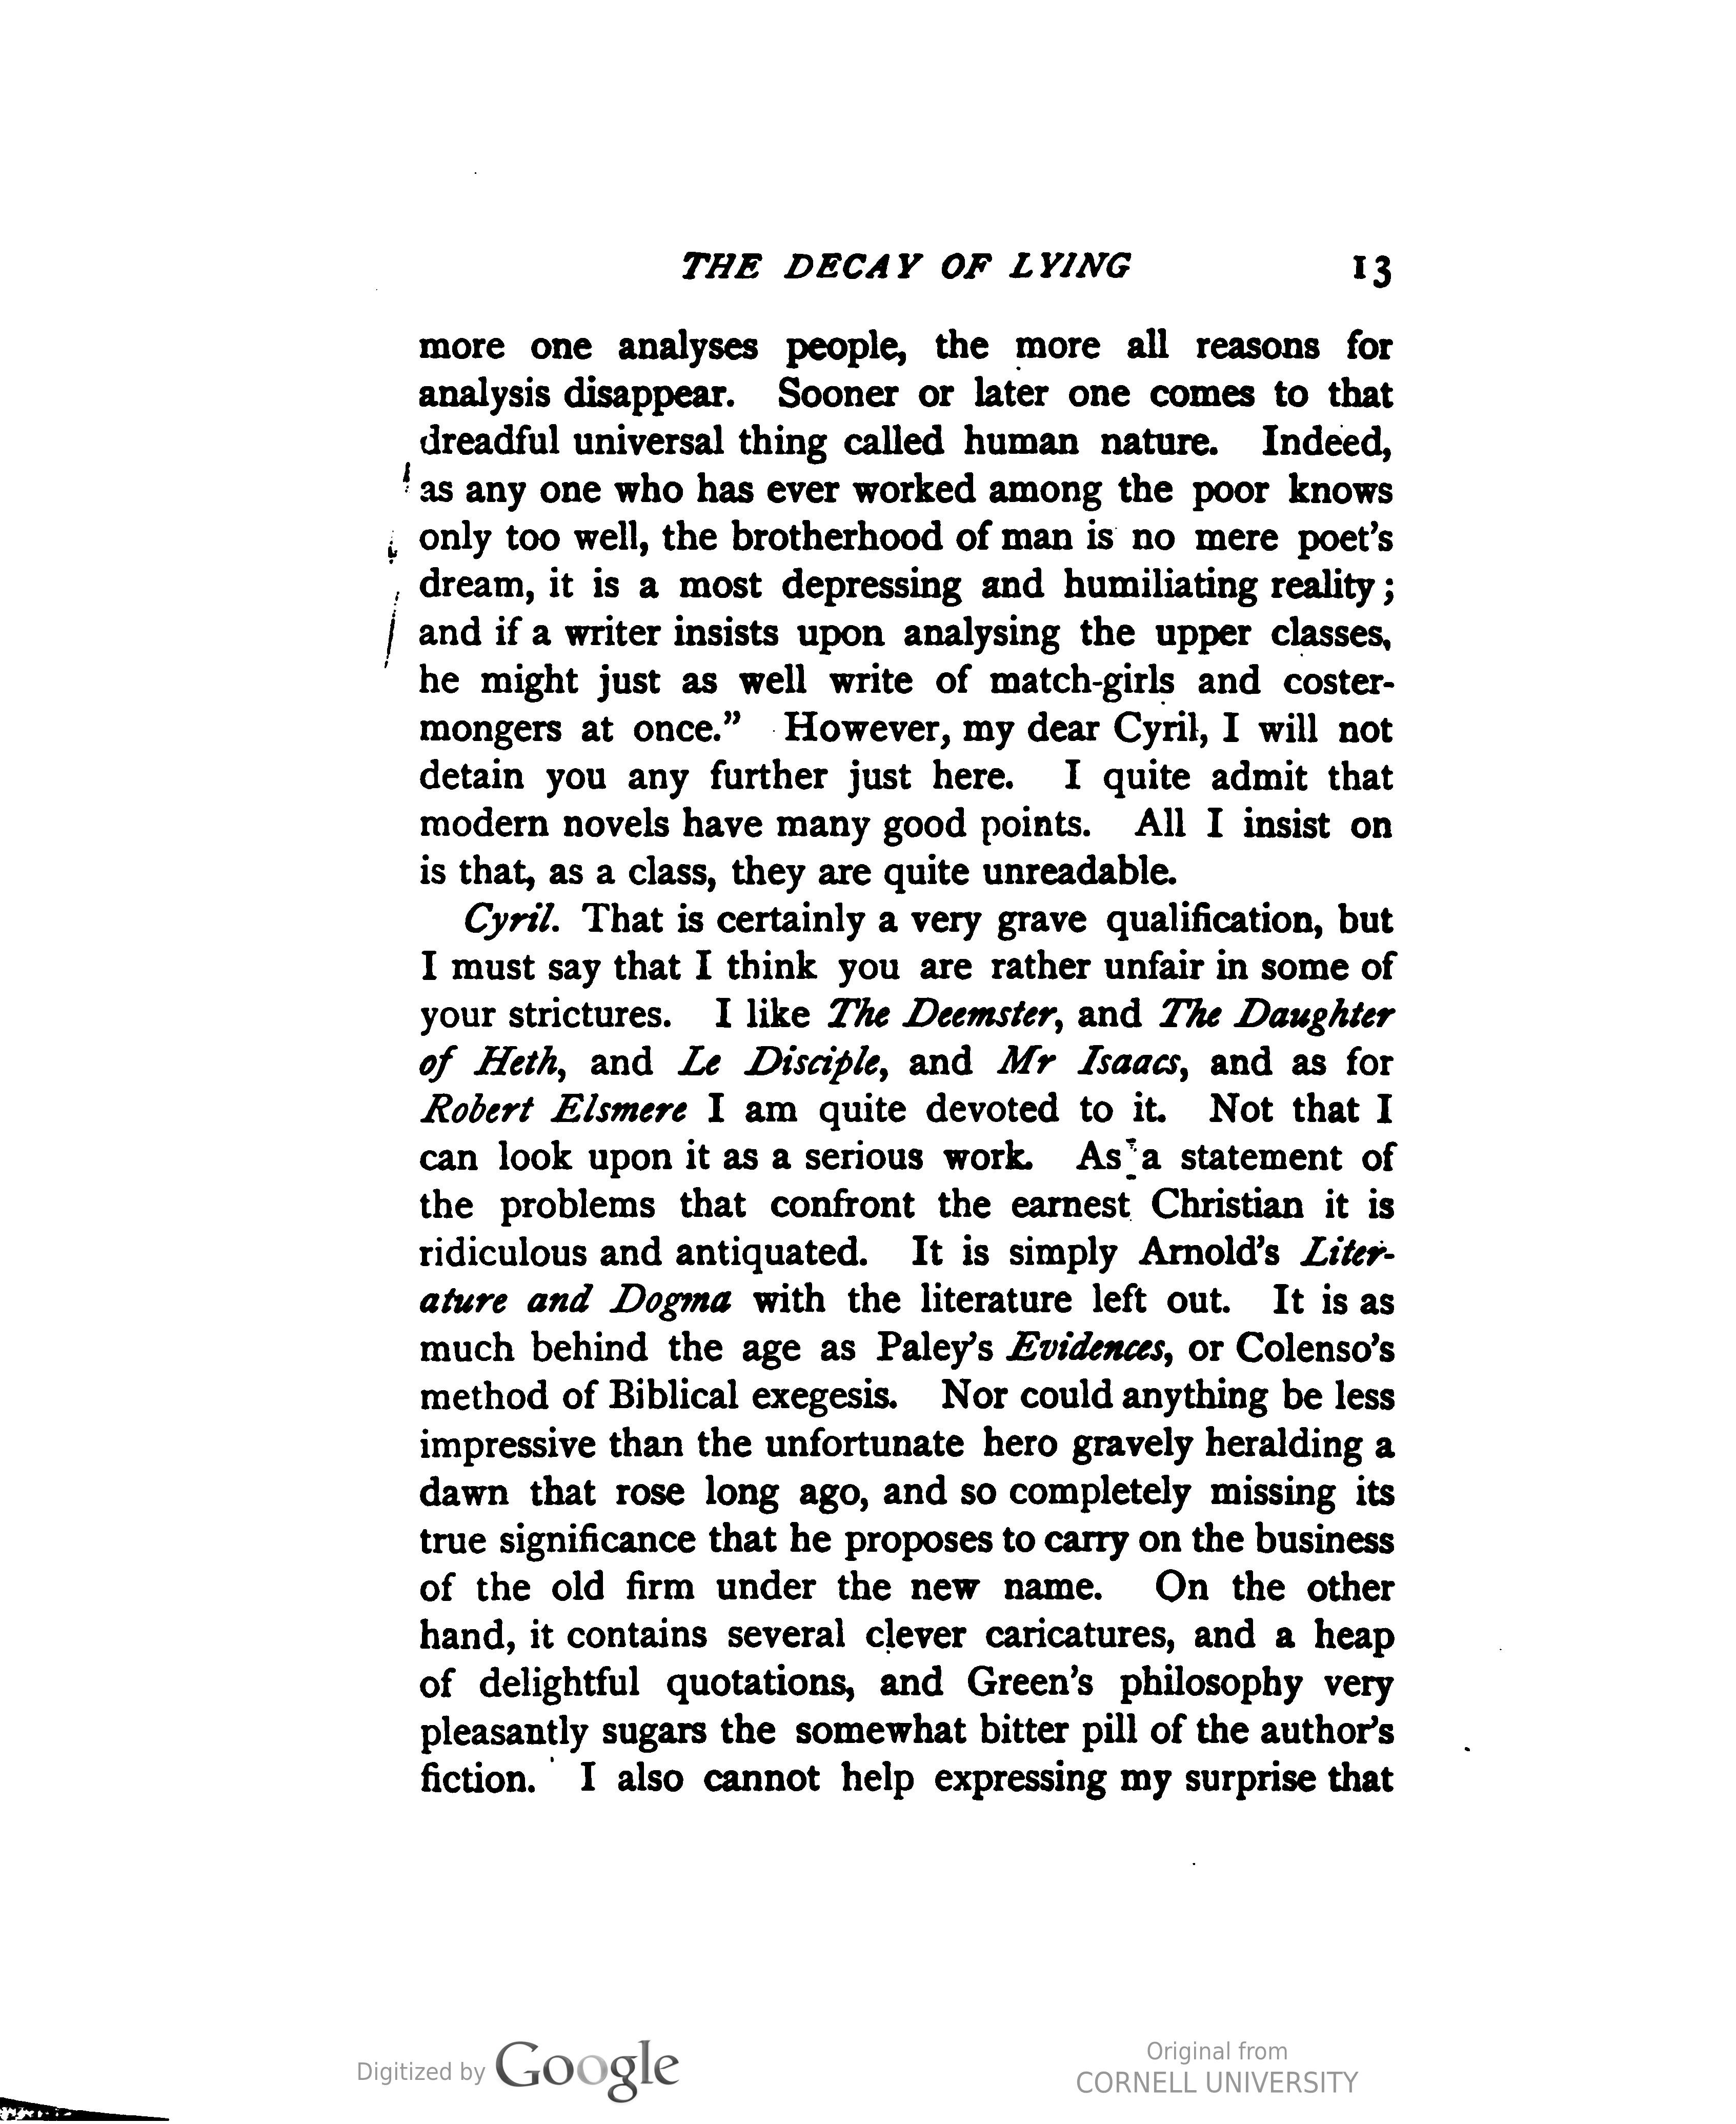 THE DECAY OF LYING 13
more one analyses people, the more all reasons for
analysis disappear. Sooner or later one comes to that
dreadful universal thing called human nature. Indeed,
as any one who has ever worked among the poor knows
only too well, the brotherhood of man is no mere poet's
dream, it is a most depressing and humiliating reality;
and if a writer insists upon analysing the upper classes,
he might just as well write of match-girls and coster-
mongers at once.” However, my dear Cyril, I will not
detain you any further just here. I quite admit that
modern novels have many good points. All I insist on
is that, as a class, they are quite unreadable.
Cyril. That is certainly a very grave qualification, but
I must say that I think you are rather unfair in some of
your strictures. I like The Deemster, and The Daughter
of Heth, and Le Disciple, and Mr Isaacs, and as for
Robert Elsmere I am quite devoted to it. Not that I
can look upon it as a serious work. As a statement of
the problems that confront the earnest Christian it is
ridiculous and antiquated. It is simply Arnold's Liter-
ature and Dogma with the literature left out. It is as
much behind the age as Paley's Evidences, or Colenso's
method of Biblical exegesis. Nor could anything be less
impressive than the unfortunate hero gravely heralding a
dawn that rose long ago, and so completely missing its
true significance that he proposes to carry on the business
of the old firm under the new name. On the other
hand, it contains several clever caricatures, and a heap
of delightful quotations, and Green's philosophy very
pleasantly sugars the somewhat bitter pill of the author's
fiction. I also cannot help expressing my surprise that
Digitized by Google
Original from
CORNELL UNIVERSITY